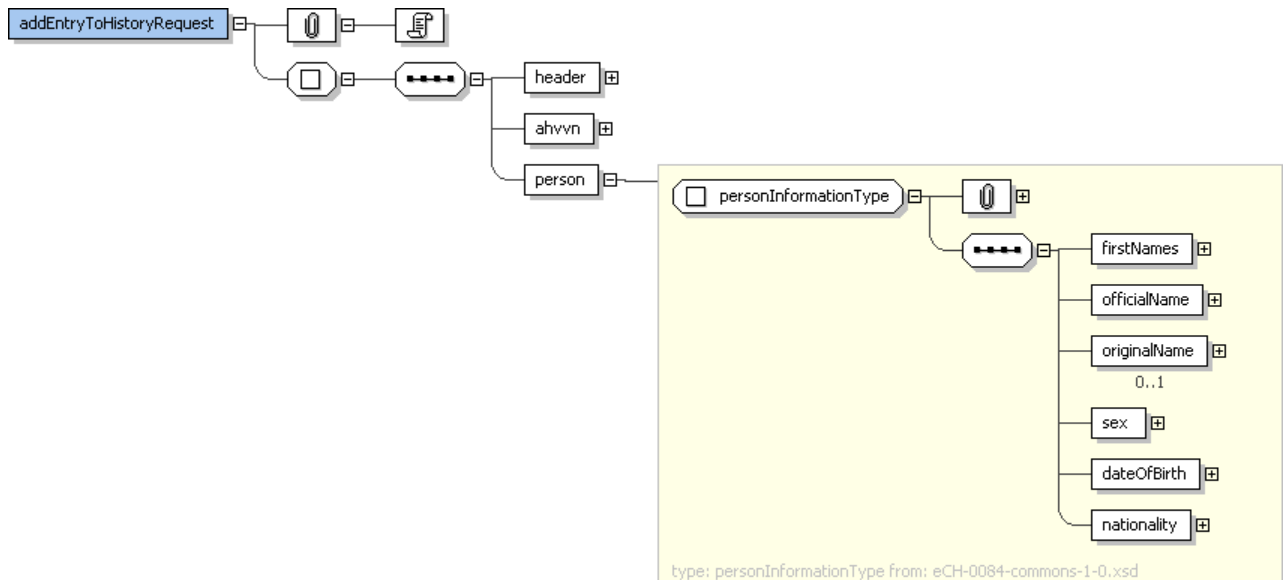 addEntryToHistoryRequest
header
ahvvn
person
personInformationType
firstNames
officialName
originalName
0..1
sex
dateOfBirth
nationality
type: personInformationType from: eCH-0084-commons-1-0.xsd